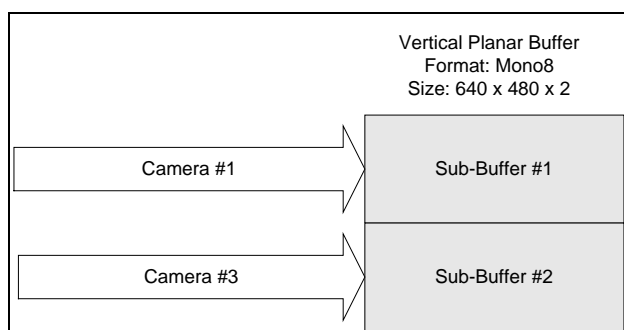 Vertical Planar Buffer
Format: Mono8
Size: 640 x 480 x 2
Camera #1
Sub-Buffer #1
Camera #3
Sub-Buffer #2